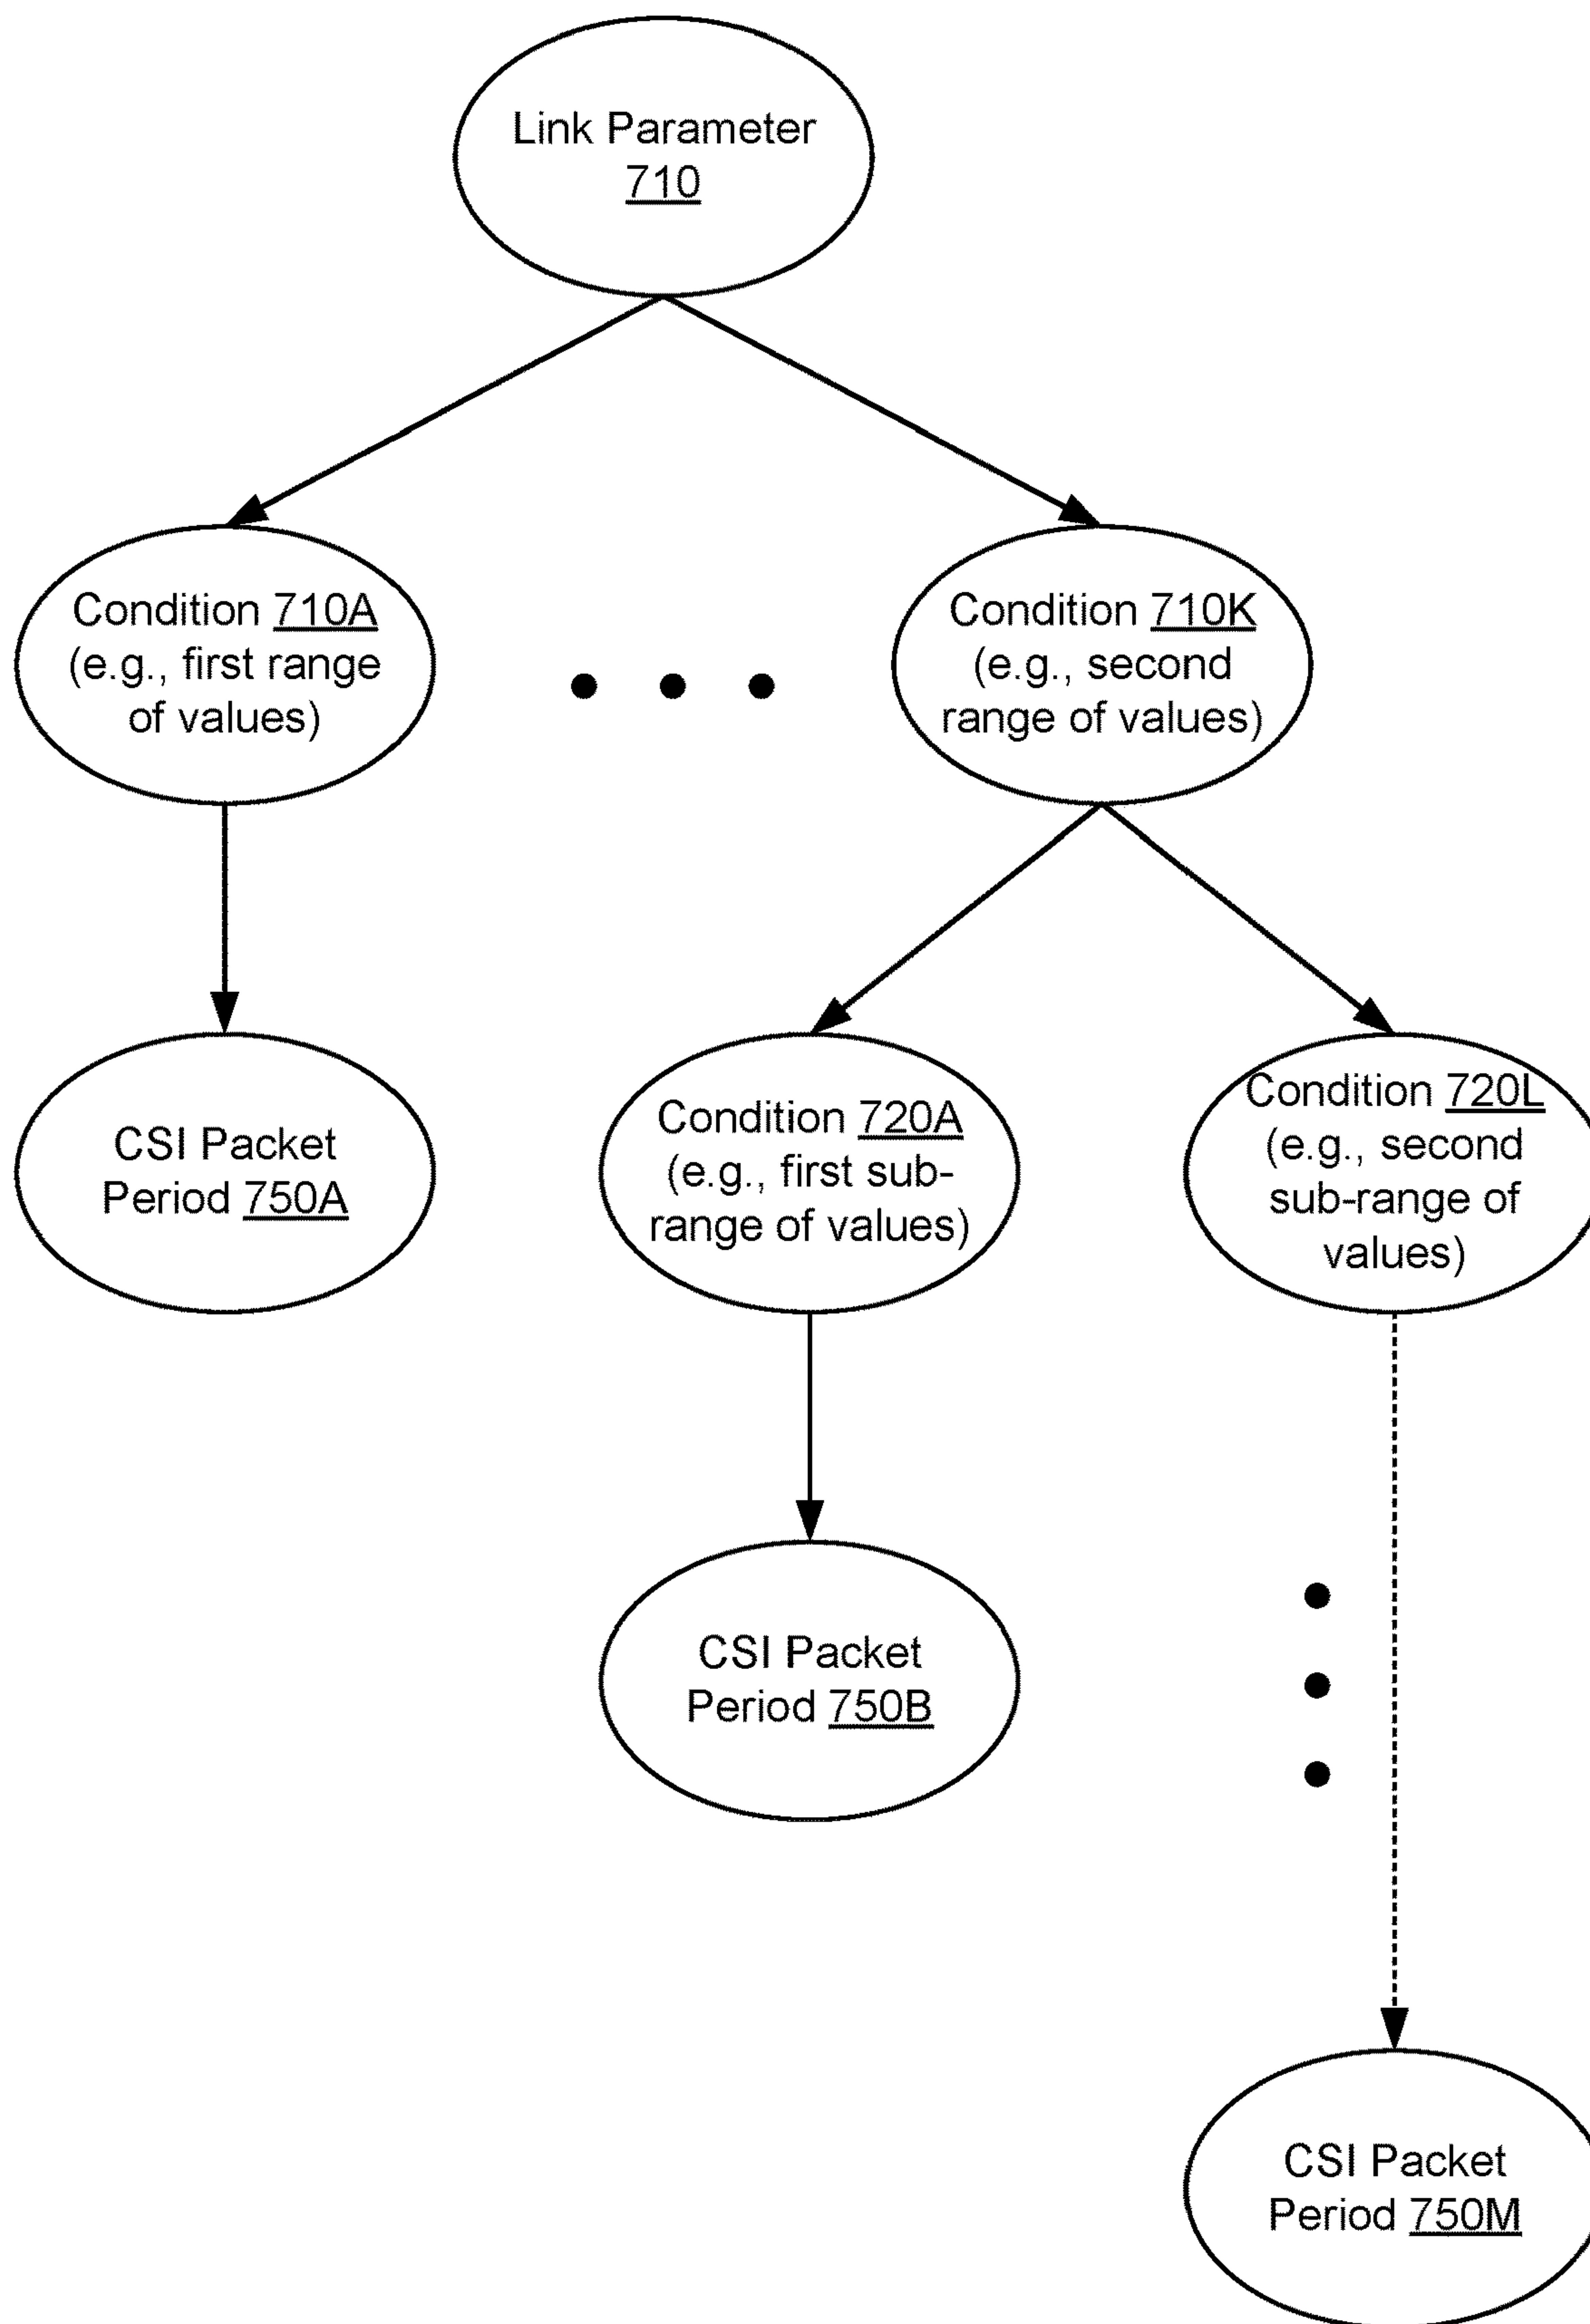 Link Parameter
710
Condition 710A
(e.g., first range
of values)
Condition 710K
(e.g., second
range of values)
CSI Packet
Period 750A
Condition 720A
(e.g., first sub-
range of values)
Condition 720L
(e.g., second
sub-range of
values)
CSI Packet
Period 750B
CSI Packet
Period 750M